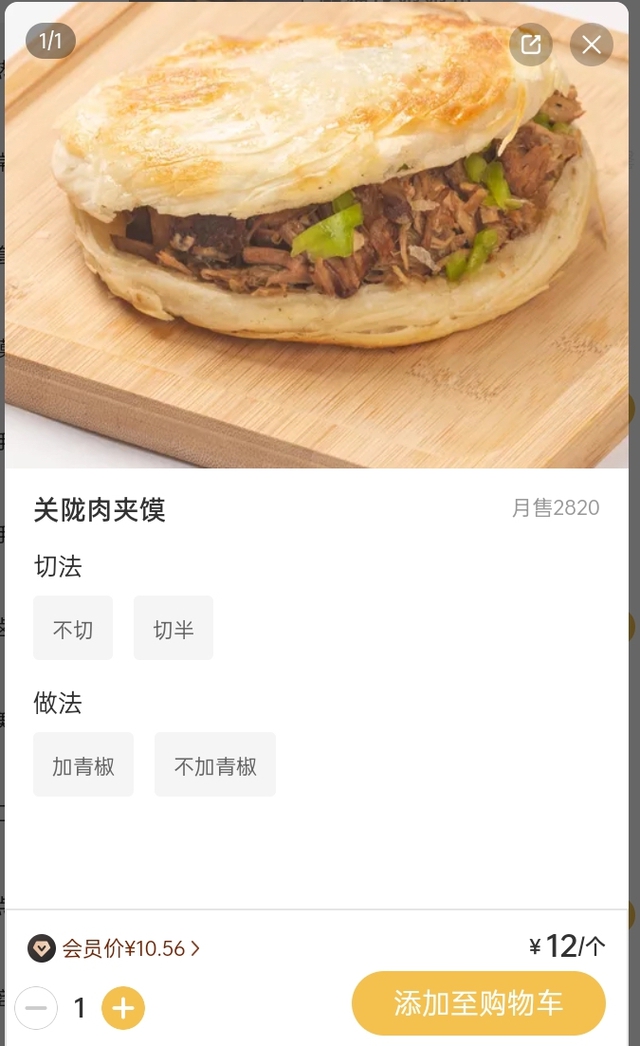 1/1
关陇肉夹馍
月售2820
切法
不切
切半
做法
加青椒
不加青椒
会员价¥10.56
¥12/个
1
添加至购物车